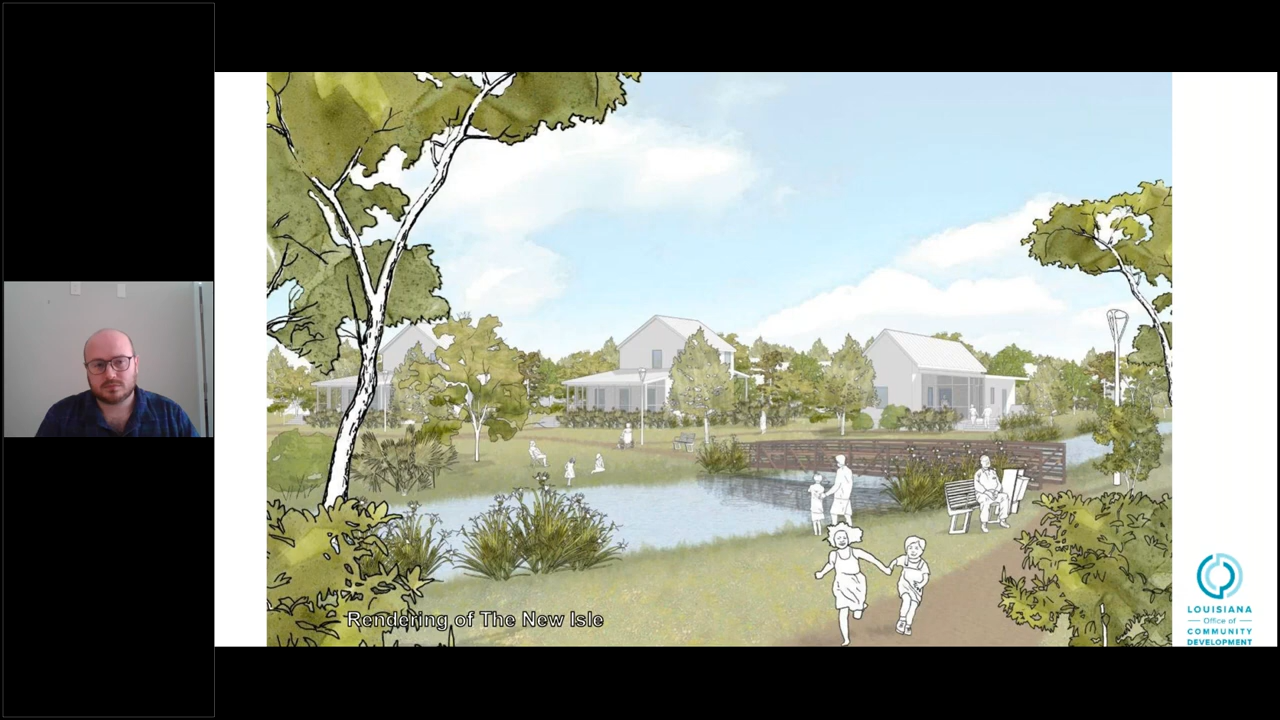 Rendering of The New Isle
LOUISIANA
Office of
COMMUNITY
DEVELOPMENT